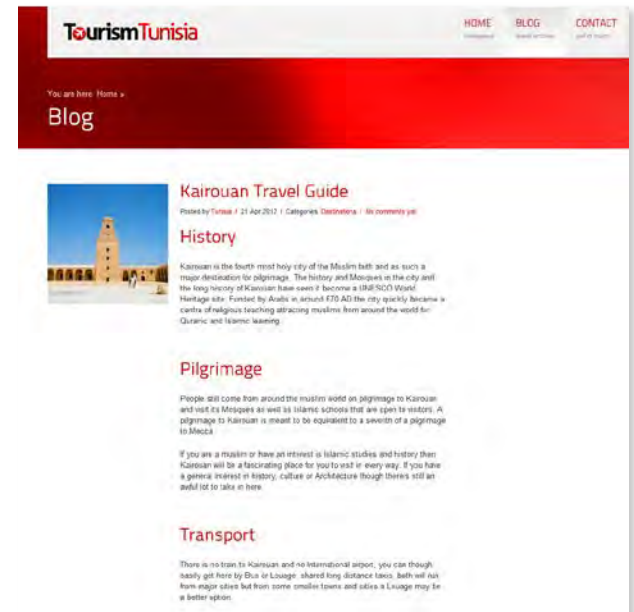 TourismTunisia
HOME
BLOG
CONTACT
You are here: Home »
Blog
Kairouan Travel Guide
Posted by Tunisia / 21 Apr 2012 / Categories: Destinations / No comments yet
History
Kairouan is the fourth most holy city of the Muslim faith and as such a
major destination for pilgrimage. The history and Mosques in the city and
the long history of Kairouan have seen it become a UNESCO World
Heritage site. Funded by Arabs in around 670 AD the city quickly became a
centre of religious teaching attracting muslims from around the world for
Quranic and Islamic learning.
Pilgrimage
People still come from around the muslim world on pilgrimage to Kairouan
and visit its Mosques as well as Islamic schools that are open to visitors. A
pilgrimage to Kairouan is meant to be equivalent to a seventh of a pilgrimage
to Mecca.
If you are a muslim or have an interest is Islamic studies and history then
Kairouan will be a fascinating place for you to visit in every way. If you have
a general interest in history, culture or Architecture though there's still an
awful lot to take in here.
Transport
There is no train to Kairouan and no International airport, you can though
easily get here by Bus or Louage, shared long distance taxis, both will run
from major cities but from some smaller towns and cities a Louage may be
a better option.